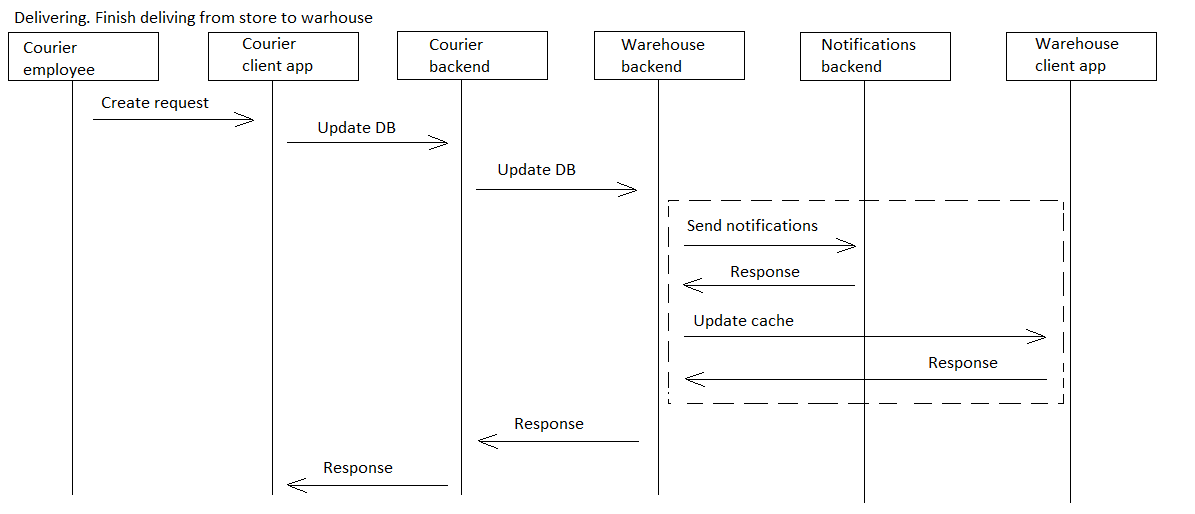 Delivering. Finish deliving from store to warhouse
Courier
employee
Courier
client app
Courier
backend
Warehouse
backend
Notifications
backend
Warehouse
client app
Create request
Update DB
Update DB
Send notifications
Response
Update cache
Response
Response
Response